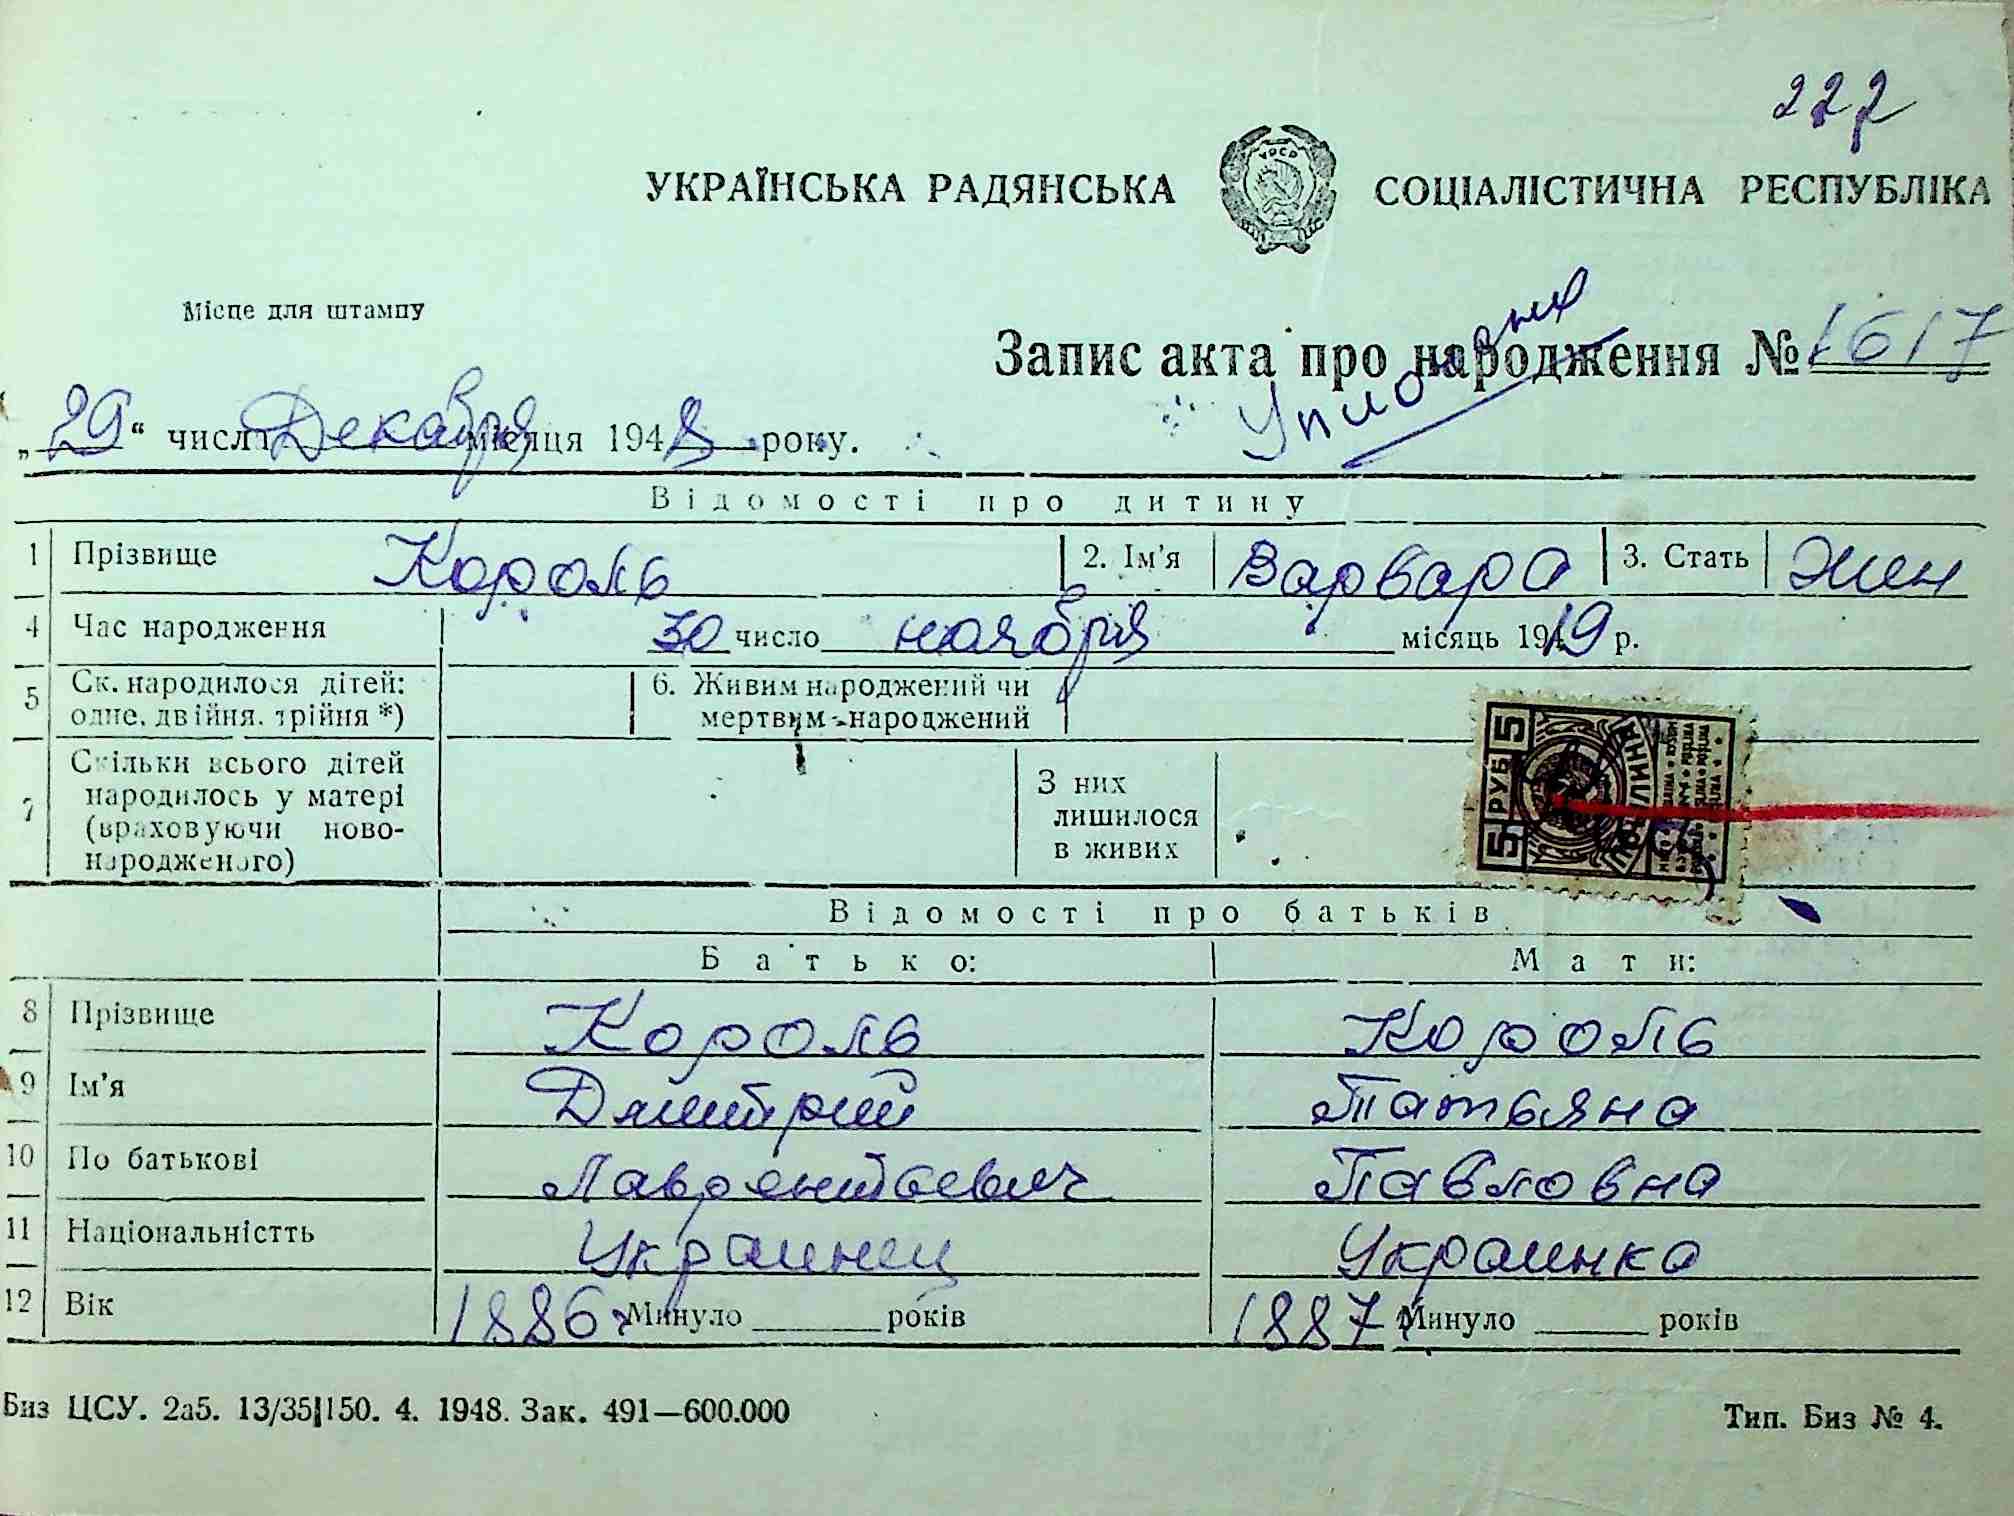 222
УКРАЇНСЬКА РАДЯНСЬКА СОЦІАЛІСТИЧНА РЕСПУБЛІКА
УРСР
Місце для штампу
Запис акта про народження № 1617
„29“ числа Декабря місяця 1948 року.
Відомості про дитину
1 Прізвище Король 2. Ім’я Варвара 3. Стать Жен
4 Час народження 30 число ноября місяць 1919 р.
5 Ск. народилося дітей: 6. Живим народжений чи
одне, двійня, трійня *) мертвим народжений
7 Скільки всього дітей
народилось у матері
(враховуючи ново-
народженого)
З них
лишилося
в живих
5 РУБ 5
Відомості про батьків
Батько: Мати:
8 Прізвище Король Король
9 Ім’я Дмитрий Татьяна
10 По батькові Лаврентьевич Павловна
11 Національністть Украинец Украинка
12 Вік 1886 Минуло років 1887 Минуло років
Биз ЦСУ. 2а5. 13/35|150. 4. 1948. Зак. 491—600.000 Тип. Биз № 4.